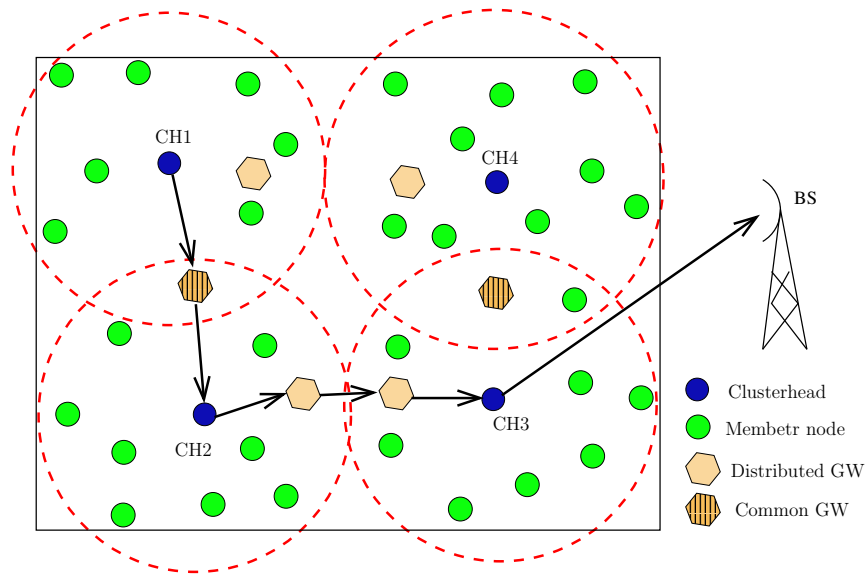 CH1
CH4
BS
CH2
CH3
Clusterhead
Membetr node
Distributed GW
Common GW